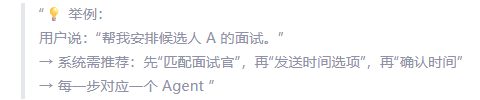 “💡 举例：
用户说：“帮我安排候选人 A 的面试。”
→ 系统需推荐：先“匹配面试官”，再“发送时间选项”，再“确认时间”
→ 每一步对应一个 Agent ”